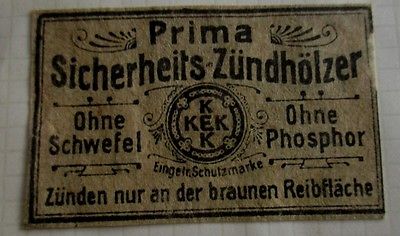 Prima
Sicherheits-Zündhölzer
Ohne
Schwefel
K
KEK
K
Ohne
Phosphor
Eingetr. Schutzmarke
Zünden nur an der braunen Reibfläche